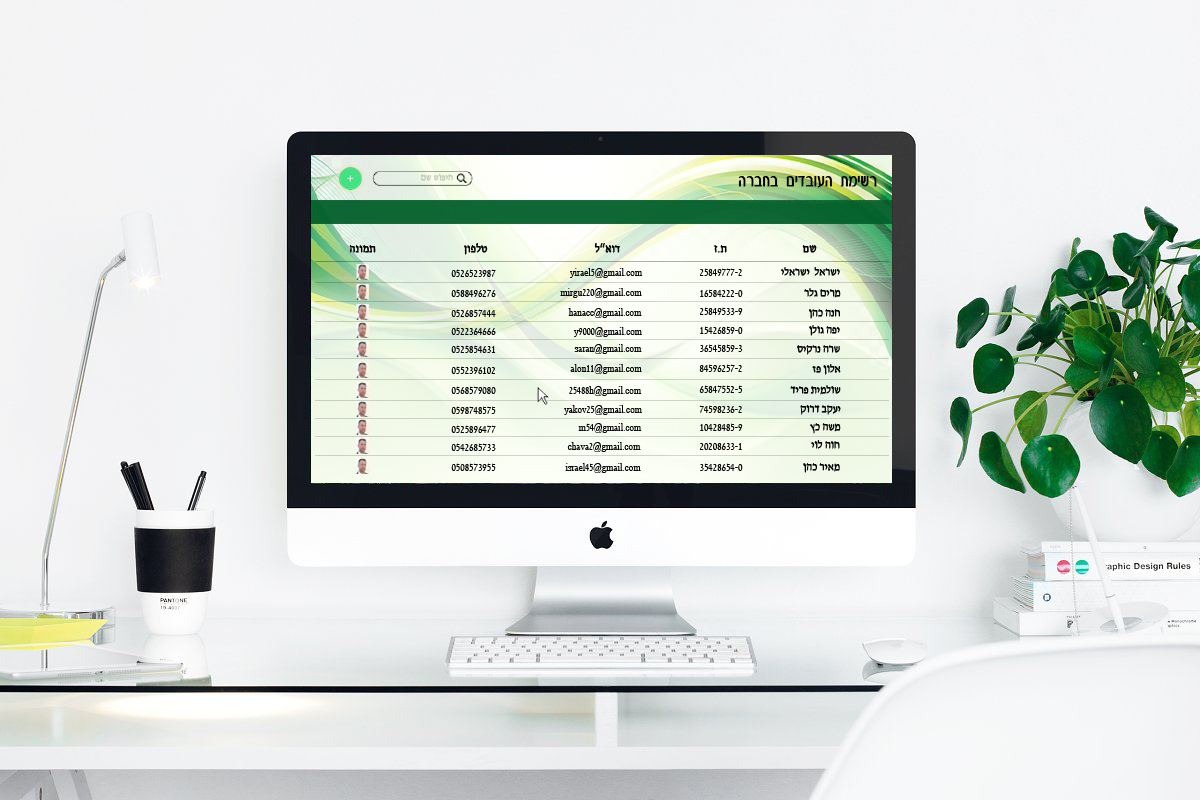 רשימת העובדים בחברה
חיפוש שם
+
שם ת.ז דוא"ל טלפון תמונה
ישראל ישראלי 25849777-2 yirael5@gmail.com 0526523987
מרים גלר 16584222-0 mirgu220@gmail.com 0588496276
חנה כהן 25849533-9 hanacc@gmail.com 0526857444
יפה גולן 15426859-0 y9000@gmail.com 0522364666
שרה נרקיס 36545859-3 saran@gmail.com 0525854631
אלון פז 84596257-2 alon11@gmail.com 0552396102
שולמית פריד 65847552-5 25488h@gmail.com 0568579080
יעקב דרוק 74598236-2 yakov25@gmail.com 0598748575
משה כץ 10428485-9 m54@gmail.com 0525896477
חוה לוי 20208633-1 chava2@gmail.com 0542685733
מאיר כהן 35428654-0 israel45@gmail.com 0508573955
PANTONE
19-4007
raphic Design Rules